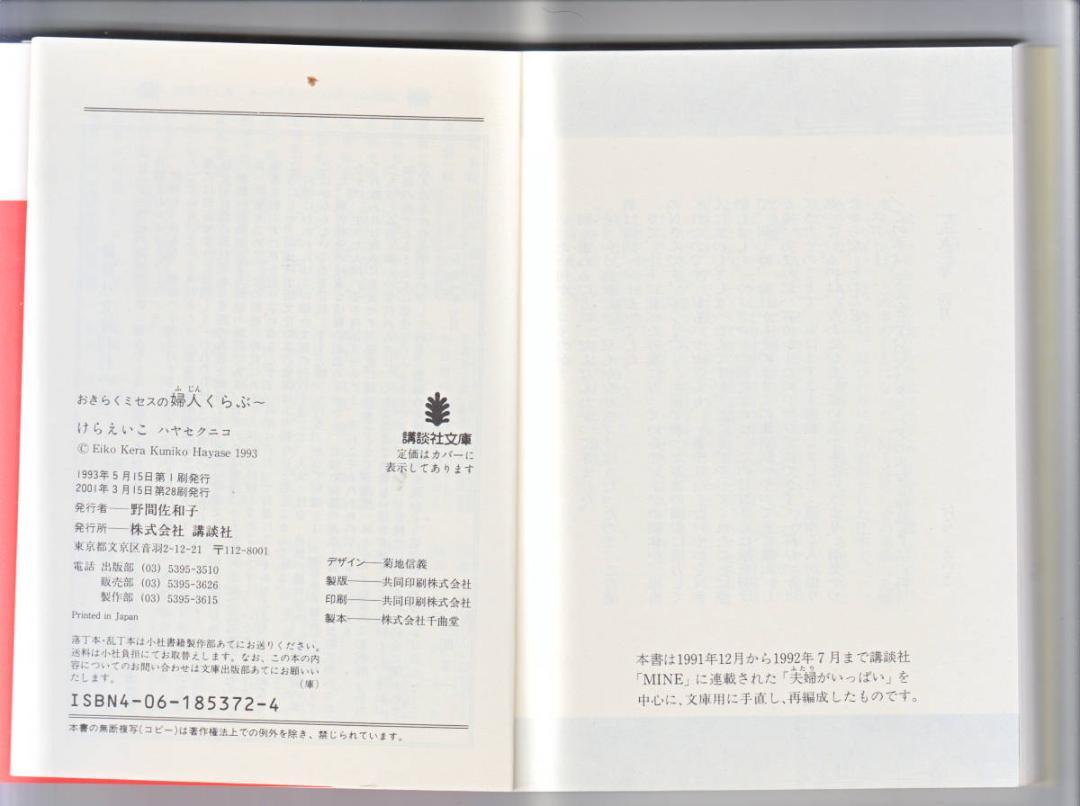 おきらくミセスの婦人くらぶ〜
けらえいこ ハヤセクニコ
© Eiko Kera Kuniko Hayase 1993
1993年5月15日第1刷発行
2001年3月15日第28刷発行
発行者――野間佐和子
発行所――株式会社 講談社
東京都文京区音羽2-12-21 〒112-8001
電話 出版部 (03) 5395-3510
販売部 (03) 5395-3626
製作部 (03) 5395-3615
Printed in Japan
講談社文庫
定価はカバーに
表示してあります
デザイン――菊地信義
製版――共同印刷株式会社
印刷――共同印刷株式会社
製本――株式会社千曲堂
落丁本・乱丁本は小社書籍製作部あてにお送りください。
送料は小社負担にてお取替えします。なお、この本の内
容についてのお問い合わせは文庫出版部あてにお願いい
たします。 (庫)
ISBN4-06-185372-4
本書の無断複写(コピー)は著作権法上での例外を除き、禁じられています。
本書は1991年12月から1992年7月まで講談社
「MINE」に連載された「夫婦がいっぱい」を
中心に、文庫用に手直し、再編成したものです。